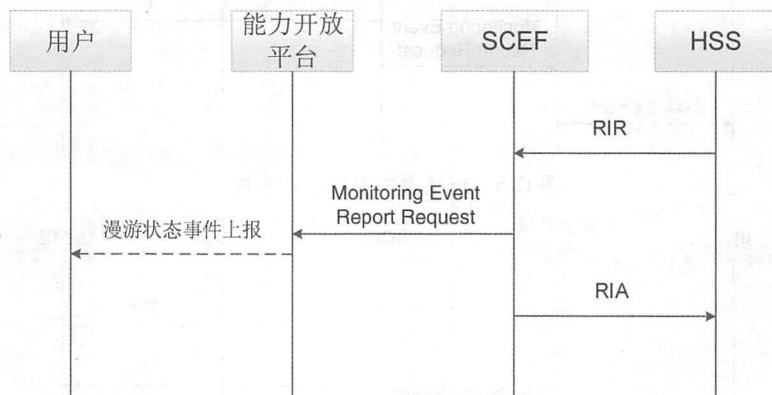 用户
能力开放
平台
SCEF
HSS
RIR
Monitoring Event
Report Request
漫游状态事件上报
RIA